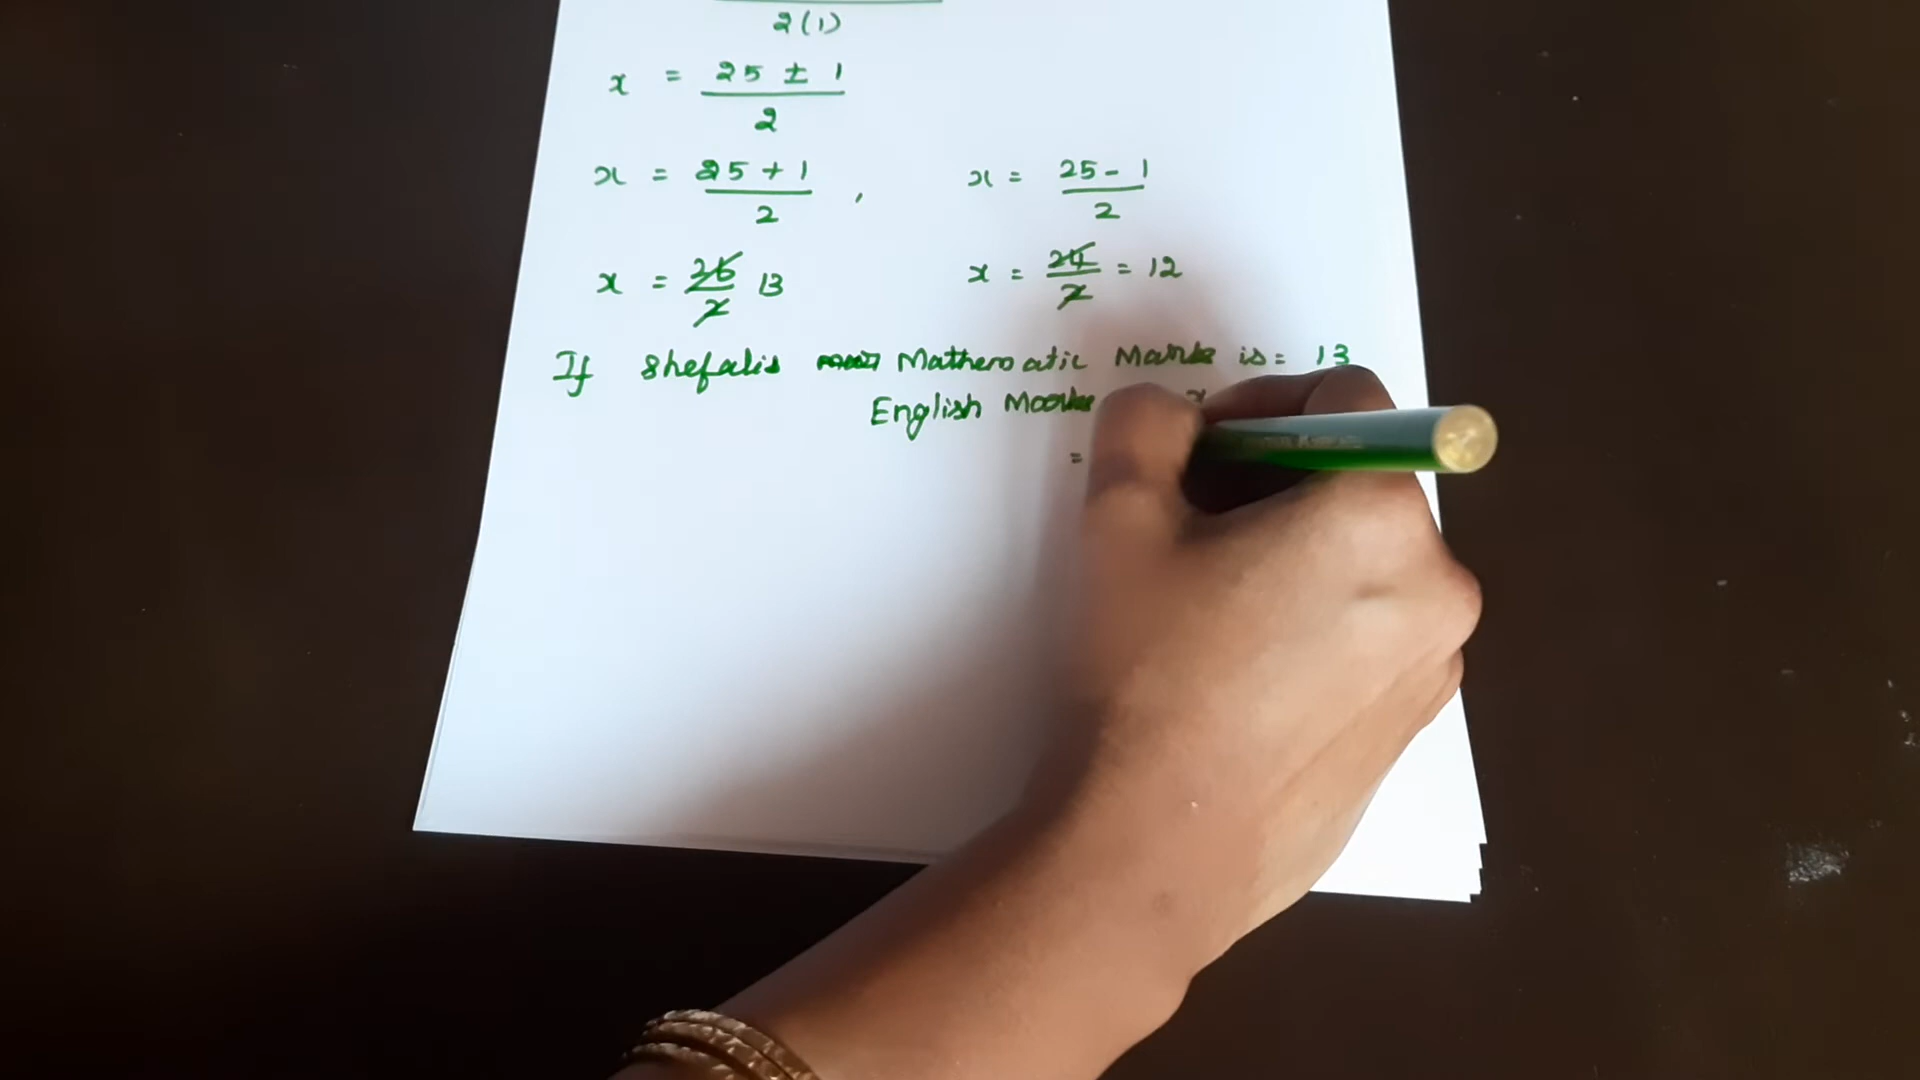 2(1)
x = 25 ± 1
2
x = 25 + 1 , x = 25 - 1
2 2
x = 26 13 x = 24 = 12
2 2
If Shefalis Mathematic Marks is = 13
English Marks x
=